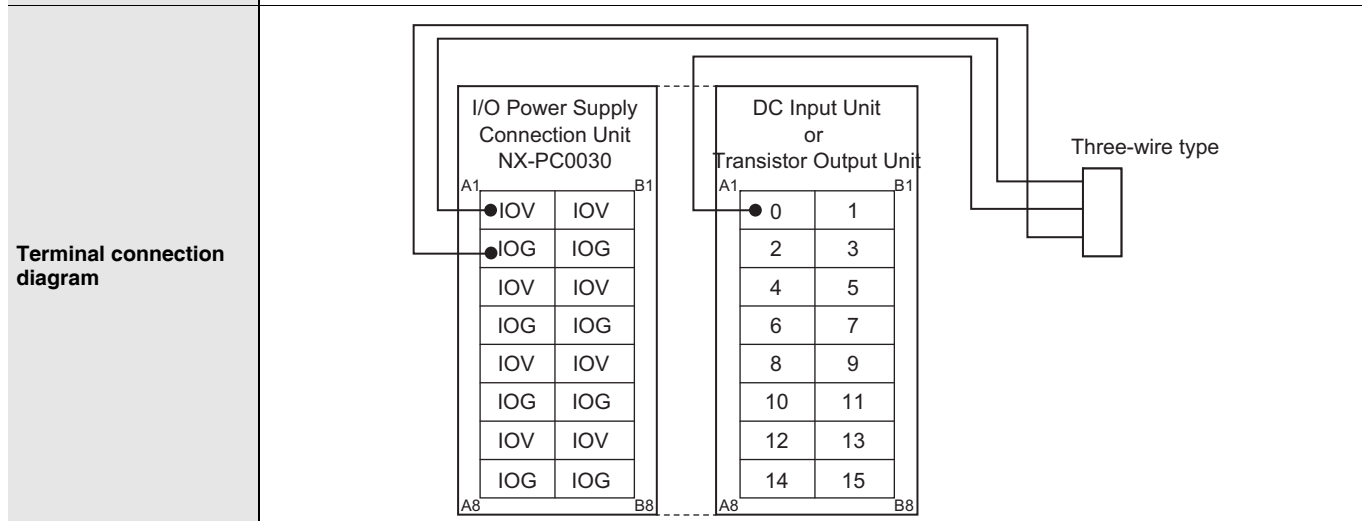 Terminal connection
diagram
I/O Power Supply
Connection Unit
NX-PC0030
A1 B1
IOV IOV
IOG IOG
IOV IOV
IOG IOG
IOV IOV
IOG IOG
IOV IOV
IOG IOG
A8 B8
DC Input Unit
or
Transistor Output Unit
A1 B1
0 1
2 3
4 5
6 7
8 9
10 11
12 13
14 15
A8 B8
Three-wire type